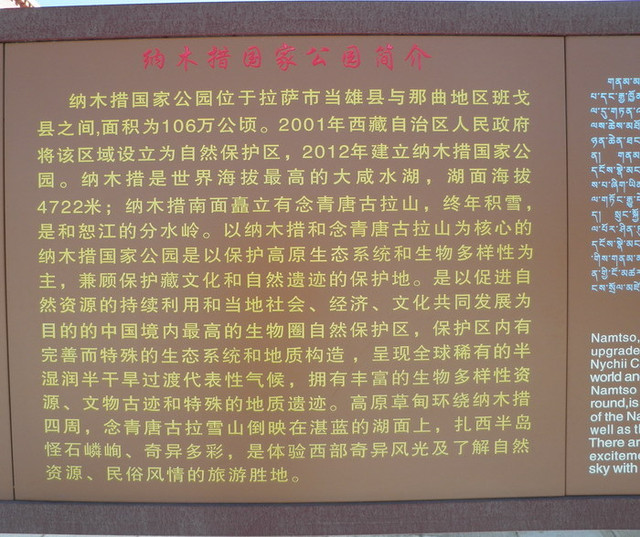 纳木措国家公园简介
纳木措国家公园位于拉萨市当雄县与那曲地区班戈
县之间,面积为106万公顷。2001年西藏自治区人民政府
将该区域设立为自然保护区，2012年建立纳木措国家公
园。纳木措是世界海拔最高的大咸水湖，湖面海拔
4722米；纳木措南面矗立有念青唐古拉山，终年积雪，
是和怒江的分水岭。以纳木措和念青唐古拉山为核心的
纳木措国家公园是以保护高原生态系统和生物多样性为
主，兼顾保护藏文化和自然遗迹的保护地。是以促进自
然资源的持续利用和当地社会、经济、文化共同发展为
目的的中国境内最高的生物圈自然保护区，保护区内有
完善而特殊的生态系统和地质构造，呈现全球稀有的半
湿润半干旱过渡代表性气候，拥有丰富的生物多样性资
源、文物古迹和特殊的地质遗迹。高原草甸环绕纳木措
四周，念青唐古拉雪山倒映在湛蓝的湖面上，扎西半岛
怪石嶙峋、奇异多彩，是体验西部奇异风光及了解自然
资源、民俗风情的旅游胜地。
Namtso,
upgrade
Nychii C
world and
Namtso
round,is
of the Na
well as th
There ar
exciteme
sky with